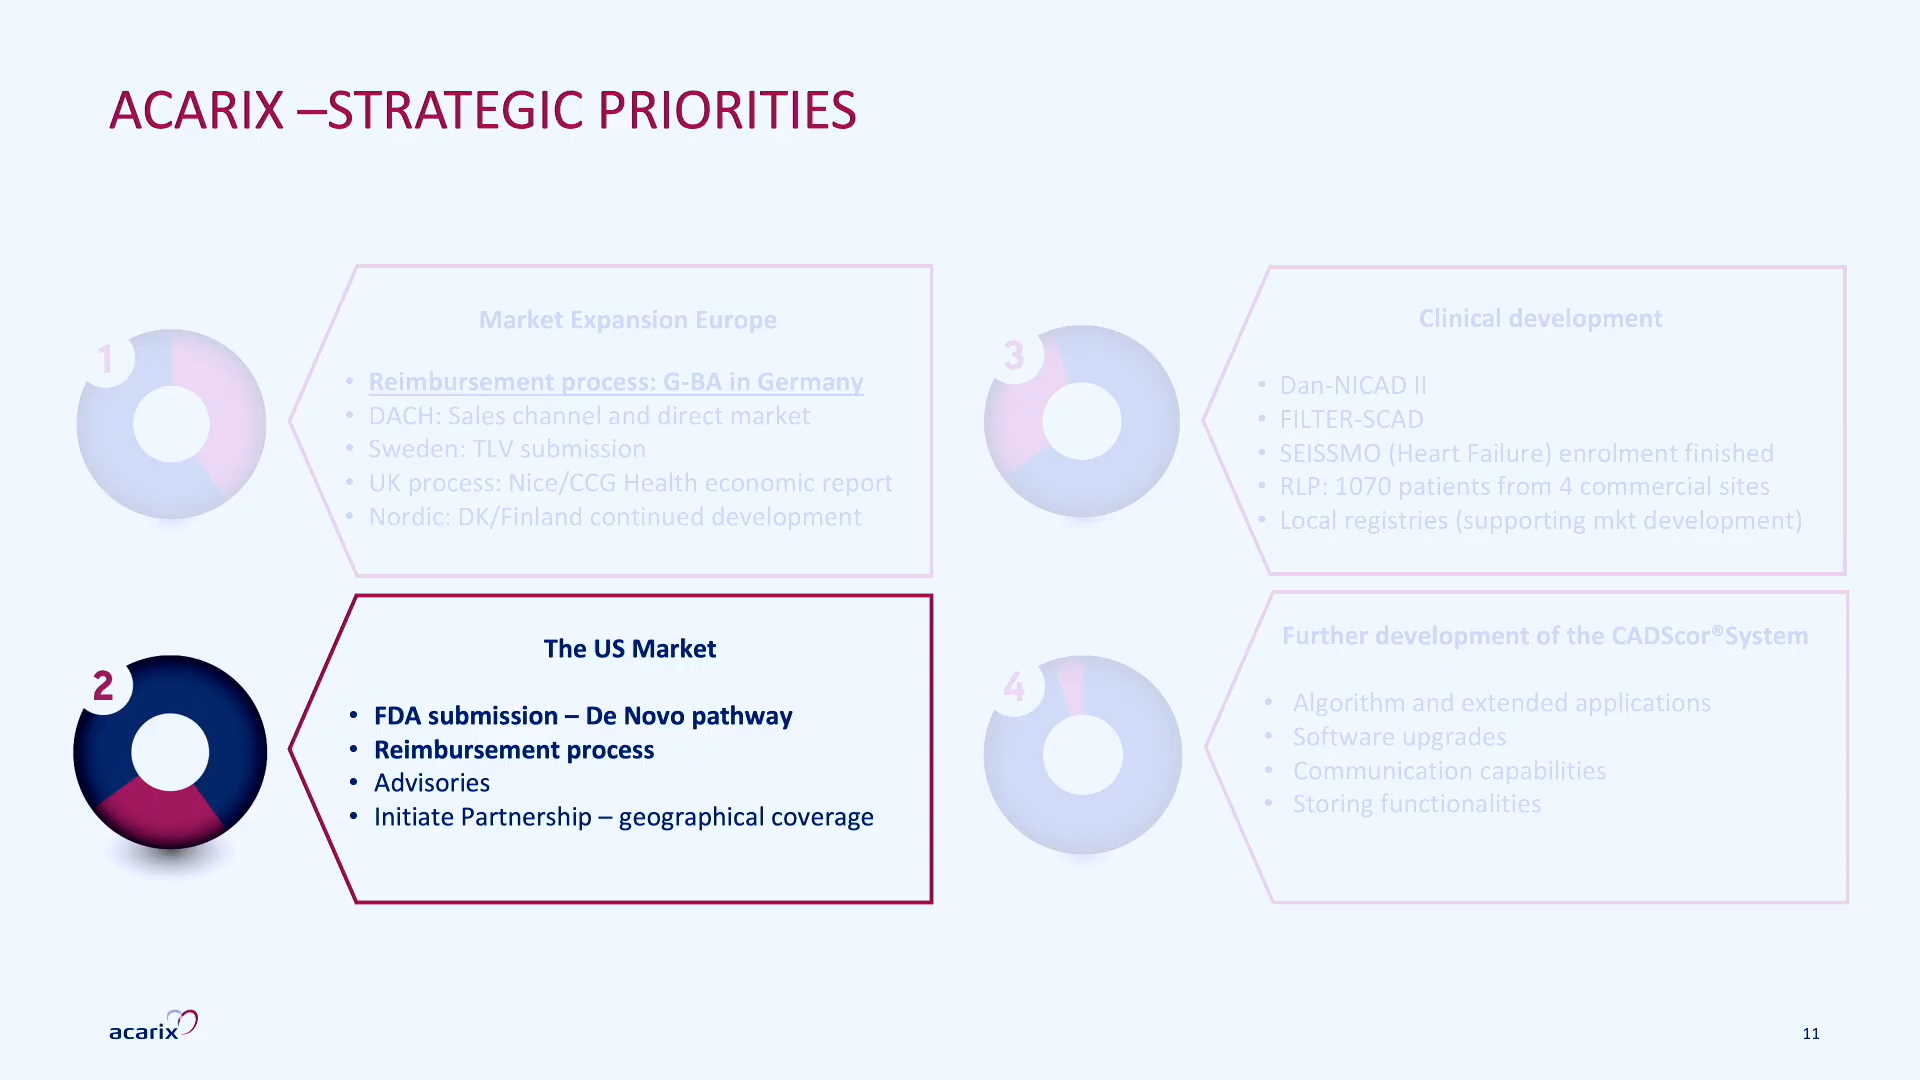 ACARIX –STRATEGIC PRIORITIES
1
Market Expansion Europe
• Reimbursement process: G-BA in Germany
• DACH: Sales channel and direct market
• Sweden: TLV submission
• UK process: Nice/CCG Health economic report
• Nordic: DK/Finland continued development
2
The US Market
• FDA submission – De Novo pathway
• Reimbursement process
• Advisories
• Initiate Partnership – geographical coverage
3
Clinical development
• Dan-NICAD II
• FILTER-SCAD
• SEISSMO (Heart Failure) enrolment finished
• RLP: 1070 patients from 4 commercial sites
• Local registries (supporting mkt development)
4
Further development of the CADScor®System
• Algorithm and extended applications
• Software upgrades
• Communication capabilities
• Storing functionalities
acarix
11